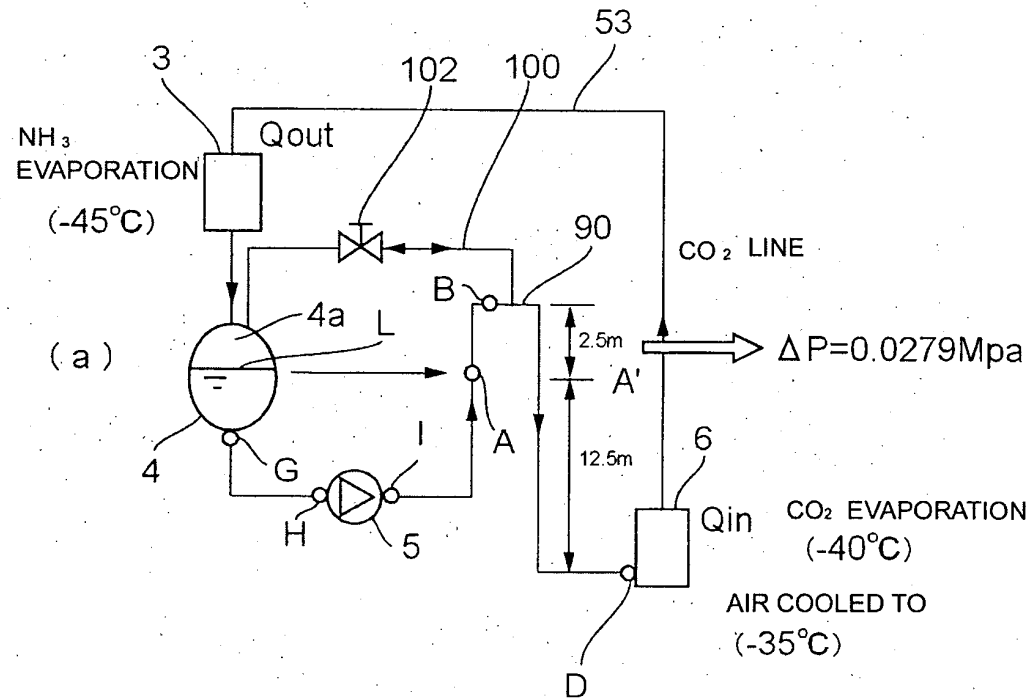 53
3
102
100
Qout
NH3
EVAPORATION
(-45°C)
90
CO2 LINE
B
4a
L
2.5m
(a)
A'
ΔP=0.0279Mpa
A
4
G
I
12.5m
6
H
5
Qin
CO2 EVAPORATION
(-40°C)
AIR COOLED TO
(-35°C)
D